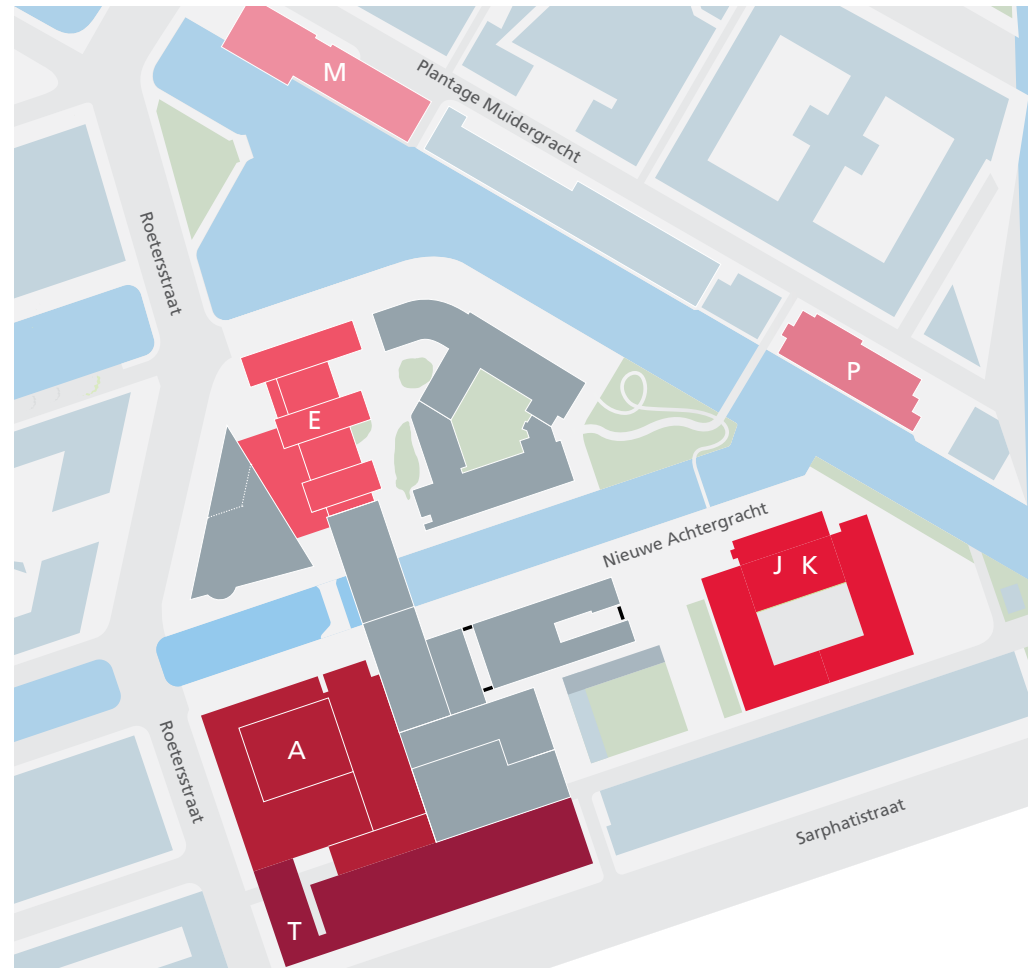 M
Plantage Muidergracht
Roetersstraat
P
E
Nieuwe Achtergracht
J K
A
Roetersstraat
Sarphatistraat
T